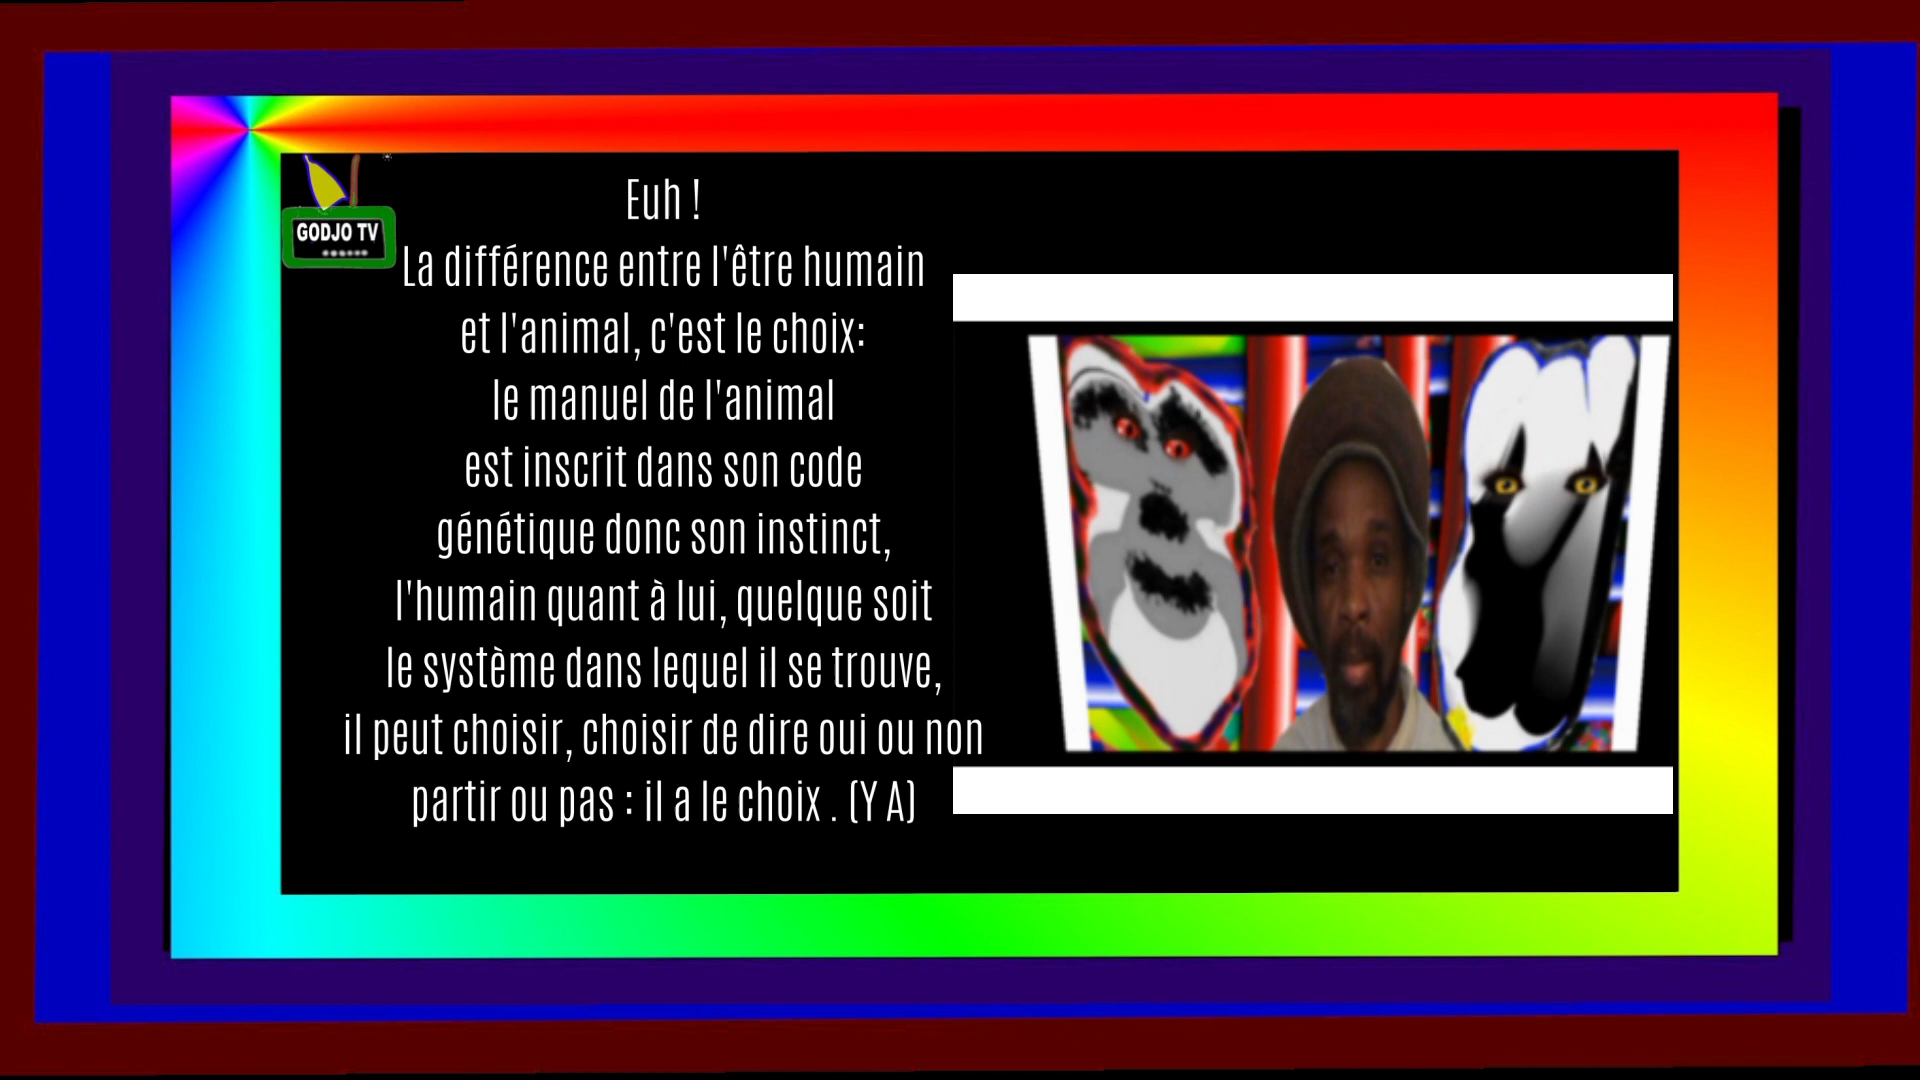 Euh !
GODJO TV
La différence entre l'être humain
et l'animal, c'est le choix:
le manuel de l'animal
est inscrit dans son code
génétique donc son instinct,
l'humain quant à lui, quelque soit
le système dans lequel il se trouve,
il peut choisir, choisir de dire oui ou non
partir ou pas : il a le choix . (Y A)